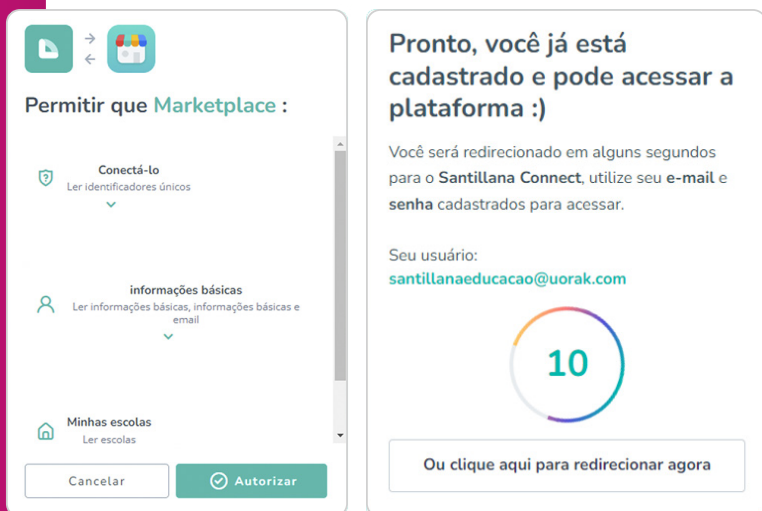 Permitir que Marketplace :
Conectá-lo
Ler identificadores únicos
informações básicas
Ler informações básicas, informações básicas e
email
Minhas escolas
Ler escolas
Cancelar
Autorizar
Pronto, você já está
cadastrado e pode acessar a
plataforma :)
Você será redirecionado em alguns segundos
para o Santillana Connect, utilize seu e-mail e
senha cadastrados para acessar.
Seu usuário:
santillanaeducacao@uorak.com
10
Ou clique aqui para redirecionar agora